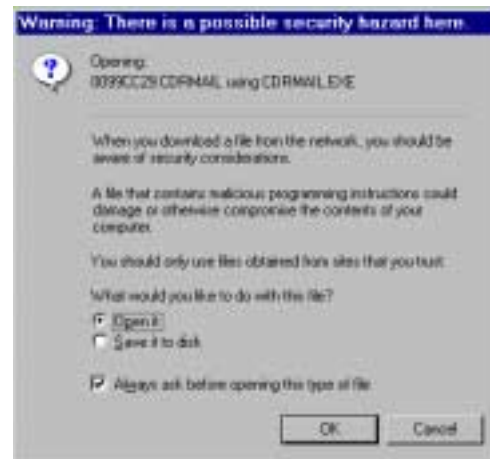 Warning: There is a possible security hazard here.
Opening:
0099CC29.CDRMAIL using CDRMAIL.EXE
When you download a file from the network, you should be
aware of security considerations.
A file that contains malicious programming instructions could
damage or otherwise compromise the contents of your
computer.
You should only use files obtained from sites that you trust.
What would you like to do with this file?
Open it
Save it to disk
Always ask before opening this type of file
OK
Cancel